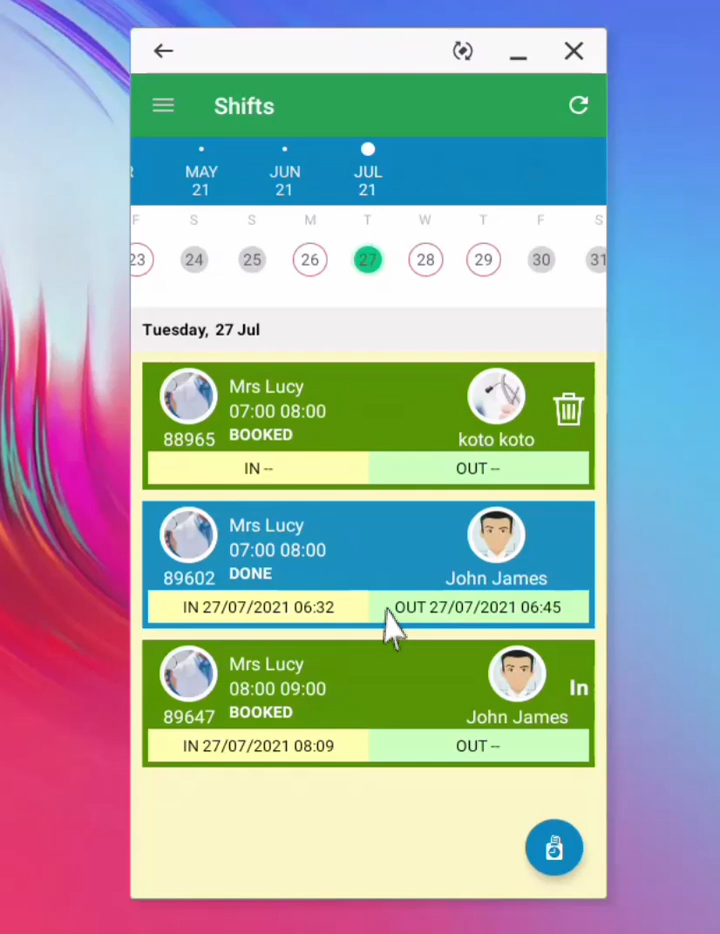 Shifts
MAY JUN JUL
21 21 21
F S S M T W T F S
23 24 25 26 27 28 29 30 31
Tuesday, 27 Jul
Mrs Lucy
07:00 08:00
88965 BOOKED koto koto
IN -- OUT --
Mrs Lucy
07:00 08:00
89602 DONE John James
IN 27/07/2021 06:32 OUT 27/07/2021 06:45
Mrs Lucy
08:00 09:00 In
89647 BOOKED John James
IN 27/07/2021 08:09 OUT --